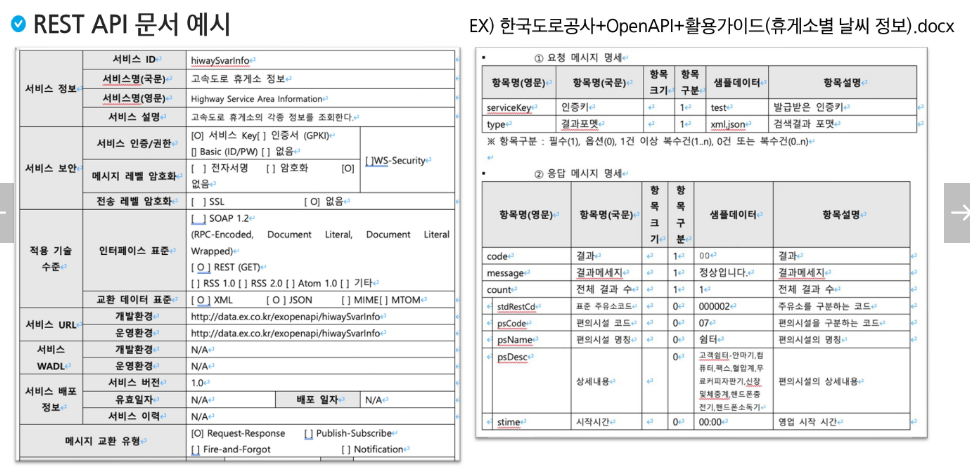 REST API 문서 예시
EX) 한국도로공사+OpenAPI+활용가이드(휴게소별 날씨 정보).docx
서비스 정보
서비스 ID hiwaySvarInfo
서비스명(국문) 고속도로 휴게소 정보
서비스명(영문) Highway Service Area Information
서비스 설명 고속도로 휴게소의 각종 정보를 조회한다.
서비스 보안
서비스 인증/권한
[O] 서비스 Key[ ] 인증서 (GPKI)
[] Basic (ID/PW) [ ] 없음
[ ]WS-Security
메시지 레벨 암호화
[ ] 전자서명 [ ] 암호화 [O]
없음
전송 레벨 암호화 [ ] SSL [ O] 없음
적용 기술
수준
인터페이스 표준
[ ] SOAP 1.2
(RPC-Encoded, Document Literal, Document Literal
Wrapped)
[ O ] REST (GET)
[ ] RSS 1.0 [ ] RSS 2.0 [ ] Atom 1.0 [ ] 기타
교환 데이터 표준 [ O ] XML [ O ] JSON [ ] MIME[ ] MTOM
서비스 URL
개발환경 http://data.ex.co.kr/exopenapi/hiwaySvarInfo
운영환경 http://data.ex.co.kr/exopenapi/hiwaySvarInfo
서비스
WADL
개발환경 N/A
운영환경 N/A
서비스 배포
정보
서비스 버전 1.0
유효일자 N/A 배포 일자 N/A
서비스 이력 N/A
메시지 교환 유형
[O] Request-Response [ ] Publish-Subscribe
[ ] Fire-and-Forgot [ ] Notification
① 요청 메시지 명세
항목명(영문) 항목명(국문) 항목 크기 항목 구분 샘플데이터 항목설명
serviceKey 인증키 1 test 발급받은 인증키
type 결과포맷 1 xml,json 검색결과 포맷
※ 항목구분 : 필수(1), 옵션(0), 1건 이상 복수건(1..n), 0건 또는 복수건(0..n)
② 응답 메시지 명세
항목명(영문) 항목명(국문) 항목크기 항목구분 샘플데이터 항목설명
code 결과 1 00 결과
message 결과메세지 1 정상입니다. 결과메세지
count 전체 결과 수 1 1 전체 결과 수
stdRestCd 표준 주유소코드 0 000002 주유소를 구분하는 코드
psCode 편의시설 코드 0 07 편의시설을 구분하는 코드
psName 편의시설 명칭 0 쉼터 편의시설의 명칭
psDesc 상세내용 0
고객쉼터-안마기,컴
퓨터,팩스,혈압계,무
료커피자판기,신장
및체중계,핸드폰충
전기,핸드폰소독기
편의시설의 상세내용
stime 시작시간 0 00:00 영업 시작 시간